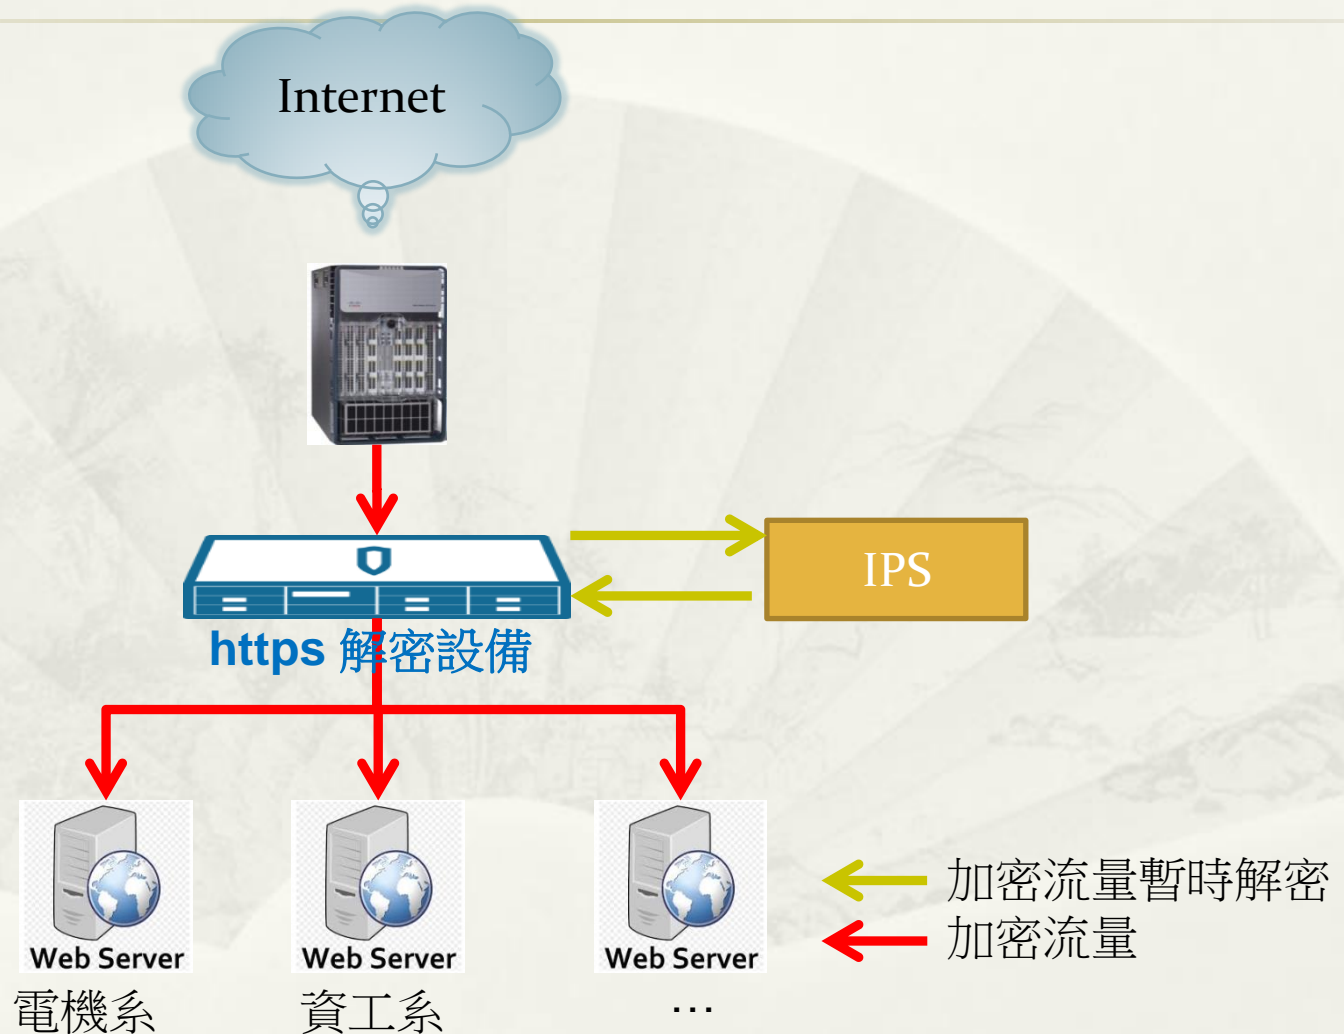 Internet
IPS
https 解密設備
加密流量暫時解密
加密流量
Web Server
Web Server
Web Server
電機系
資工系
…